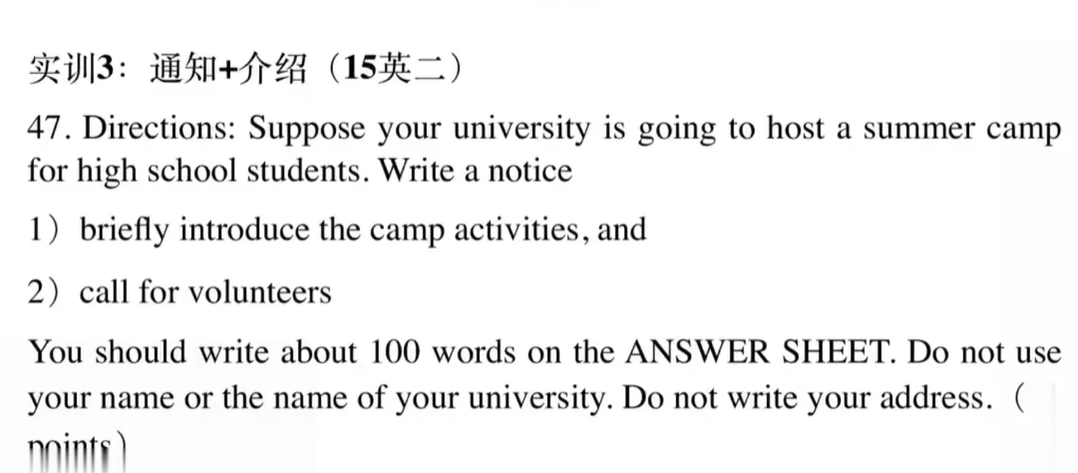 实训3：通知+介绍（15英二）
47. Directions: Suppose your university is going to host a summer camp
for high school students. Write a notice
1）briefly introduce the camp activities, and
2）call for volunteers
You should write about 100 words on the ANSWER SHEET. Do not use
your name or the name of your university. Do not write your address.（
points）